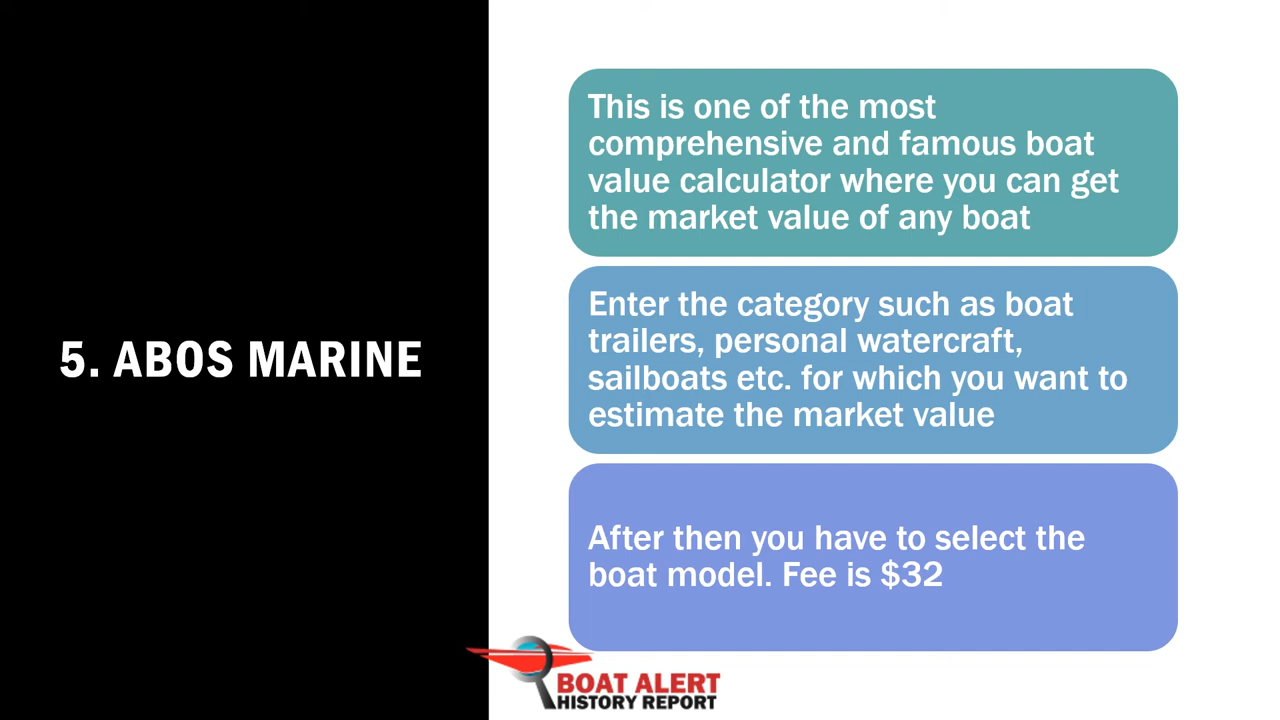 5. ABOS MARINE
This is one of the most
comprehensive and famous boat
value calculator where you can get
the market value of any boat
Enter the category such as boat
trailers, personal watercraft,
sailboats etc. for which you want to
estimate the market value
After then you have to select the
boat model. Fee is $32
BOAT ALERT
HISTORY REPORT